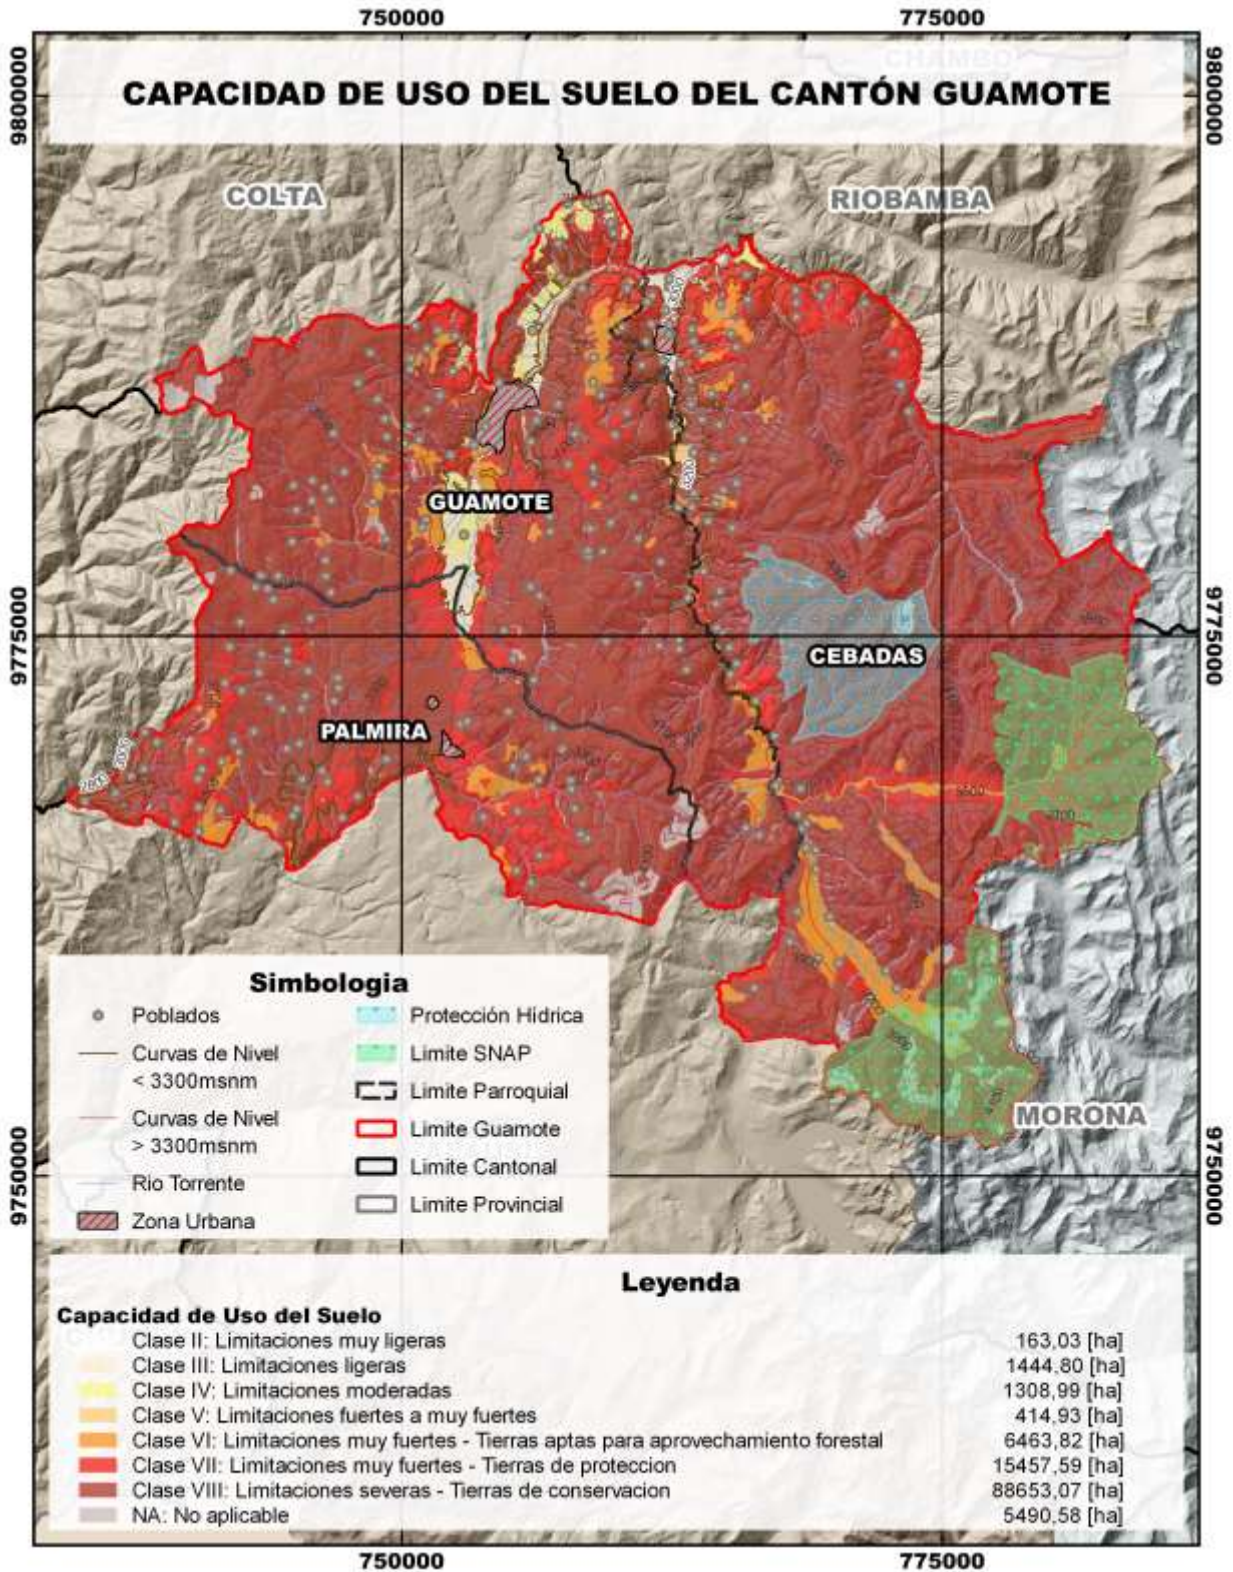 750000
775000
9800000
9800000
CHAMBO
CAPACIDAD DE USO DEL SUELO DEL CANTÓN GUAMOTE
COLTA
RIOBAMBA
3000
GUAMOTE
3200
9775000
9775000
CEBADAS
PALMIRA
3000
2800
3600
MORONA
9750000
9750000
Simbologia
Poblados
Curvas de Nivel
< 3300msnm
Curvas de Nivel
> 3300msnm
Rio Torrente
Zona Urbana
Protección Hídrica
Limite SNAP
Limite Parroquial
Limite Guamote
Limite Cantonal
Limite Provincial
Leyenda
Capacidad de Uso del Suelo
Clase II: Limitaciones muy ligeras 163,03 [ha]
Clase III: Limitaciones ligeras 1444,80 [ha]
Clase IV: Limitaciones moderadas 1308,99 [ha]
Clase V: Limitaciones fuertes a muy fuertes 414,93 [ha]
Clase VI: Limitaciones muy fuertes - Tierras aptas para aprovechamiento forestal 6463,82 [ha]
Clase VII: Limitaciones muy fuertes - Tierras de proteccion 15457,59 [ha]
Clase VIII: Limitaciones severas - Tierras de conservacion 88653,07 [ha]
NA: No aplicable 5490,58 [ha]
750000
775000